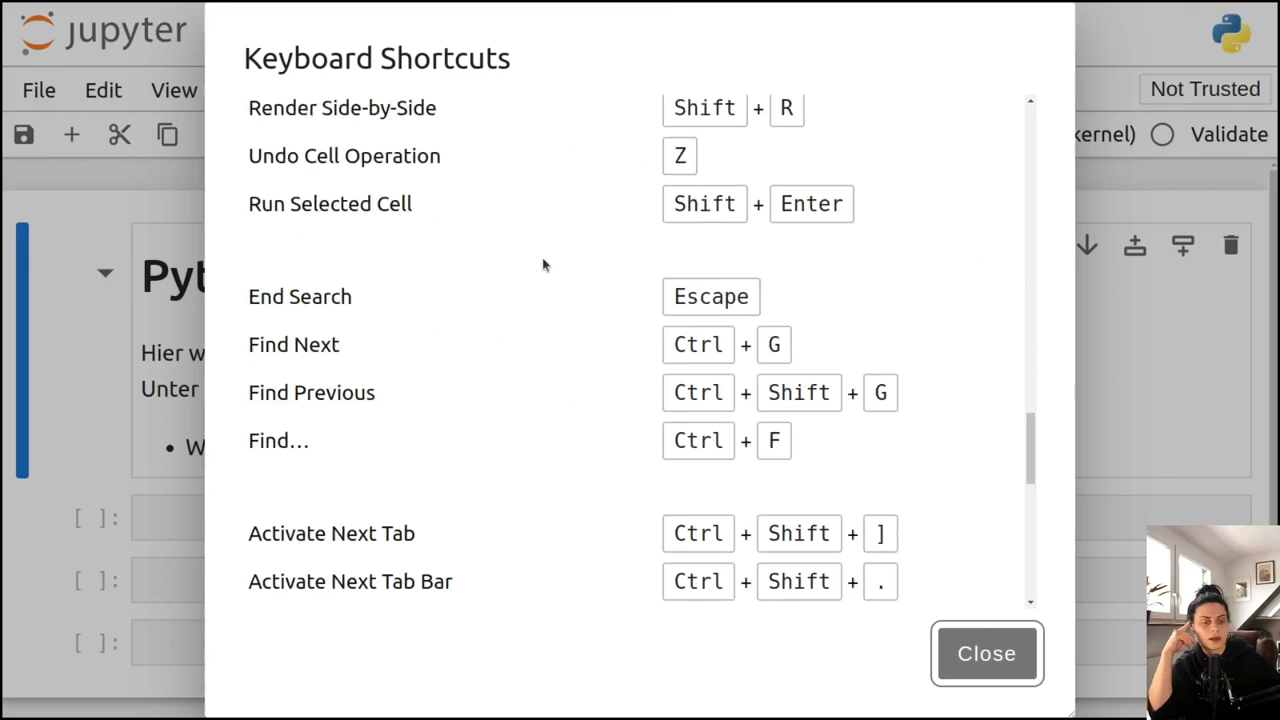 jupyter
File Edit View
Not Trusted
kernel) Validate
Keyboard Shortcuts
Render Side-by-Side Shift + R
Undo Cell Operation Z
Run Selected Cell Shift + Enter
End Search Escape
Find Next Ctrl + G
Find Previous Ctrl + Shift + G
Find… Ctrl + F
Activate Next Tab Ctrl + Shift + ]
Activate Next Tab Bar Ctrl + Shift + .
Close
Pyt
Hier w
Unter
• W
[ ]:
[ ]:
[ ]: